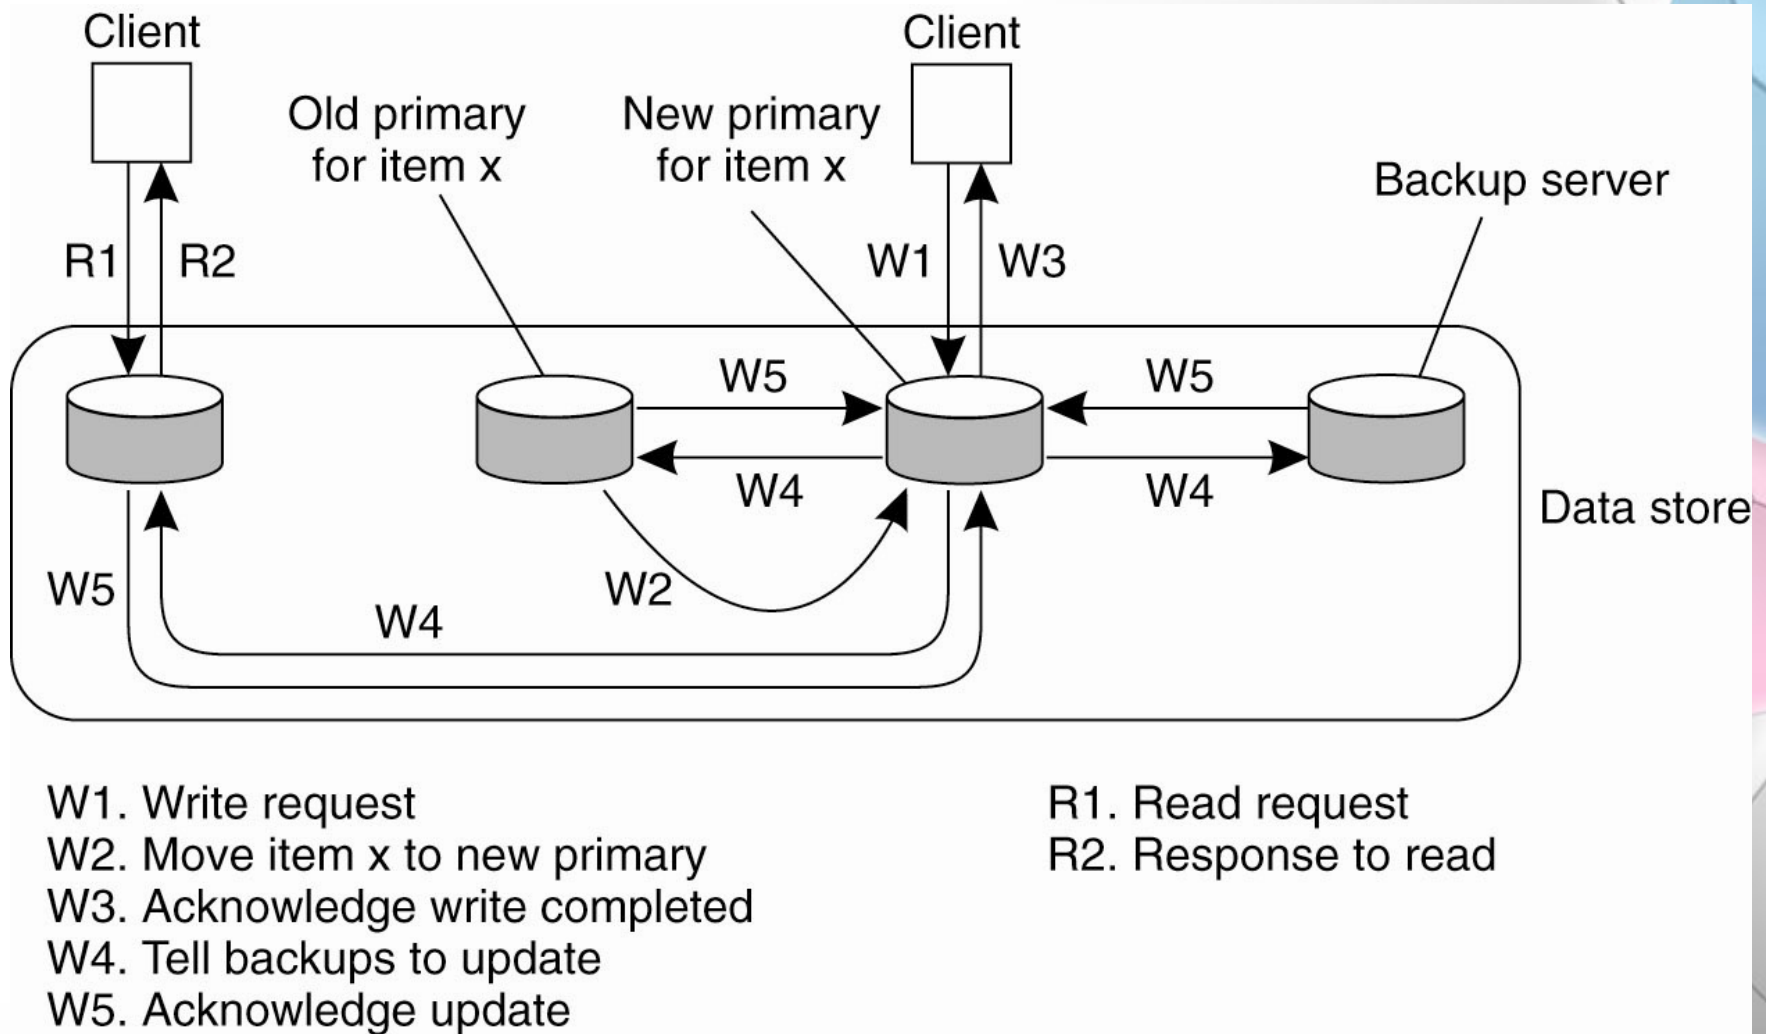 Client
Client
Old primary
for item x
New primary
for item x
Backup server
R1
R2
W1
W3
W5
W5
W4
W4
Data store
W5
W2
W4
W1. Write request
W2. Move item x to new primary
W3. Acknowledge write completed
W4. Tell backups to update
W5. Acknowledge update
R1. Read request
R2. Response to read